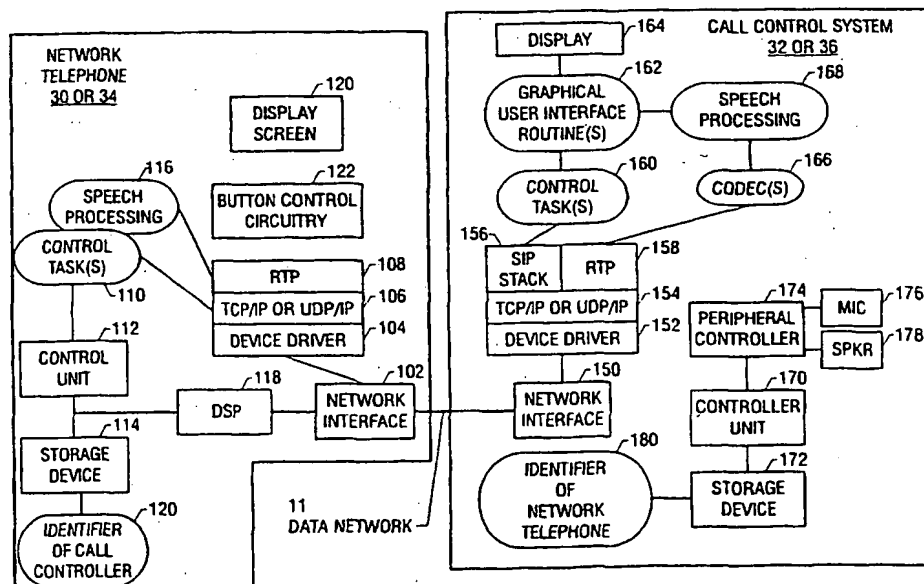 NETWORK
TELEPHONE
30 OR 34
120
DISPLAY
SCREEN
116
SPEECH
PROCESSING
122
BUTTON CONTROL
CIRCUITRY
CONTROL
TASK(S)
110
RTP
108
TCP/IP OR UDP/IP
106
DEVICE DRIVER
104
112
CONTROL
UNIT
118
DSP
102
NETWORK
INTERFACE
114
STORAGE
DEVICE
120
IDENTIFIER
OF CALL
CONTROLLER
11
DATA NETWORK
CALL CONTROL SYSTEM
32 OR 36
DISPLAY
164
162
GRAPHICAL
USER INTERFACE
ROUTINE(S)
168
SPEECH
PROCESSING
160
CONTROL
TASK(S)
166
CODEC(S)
156
SIP
STACK
RTP
158
TCP/IP OR UDP/IP
154
DEVICE DRIVER
152
174
PERIPHERAL
CONTROLLER
MIC
176
SPKR
178
150
NETWORK
INTERFACE
170
CONTROLLER
UNIT
180
IDENTIFIER
OF
NETWORK
TELEPHONE
172
STORAGE
DEVICE